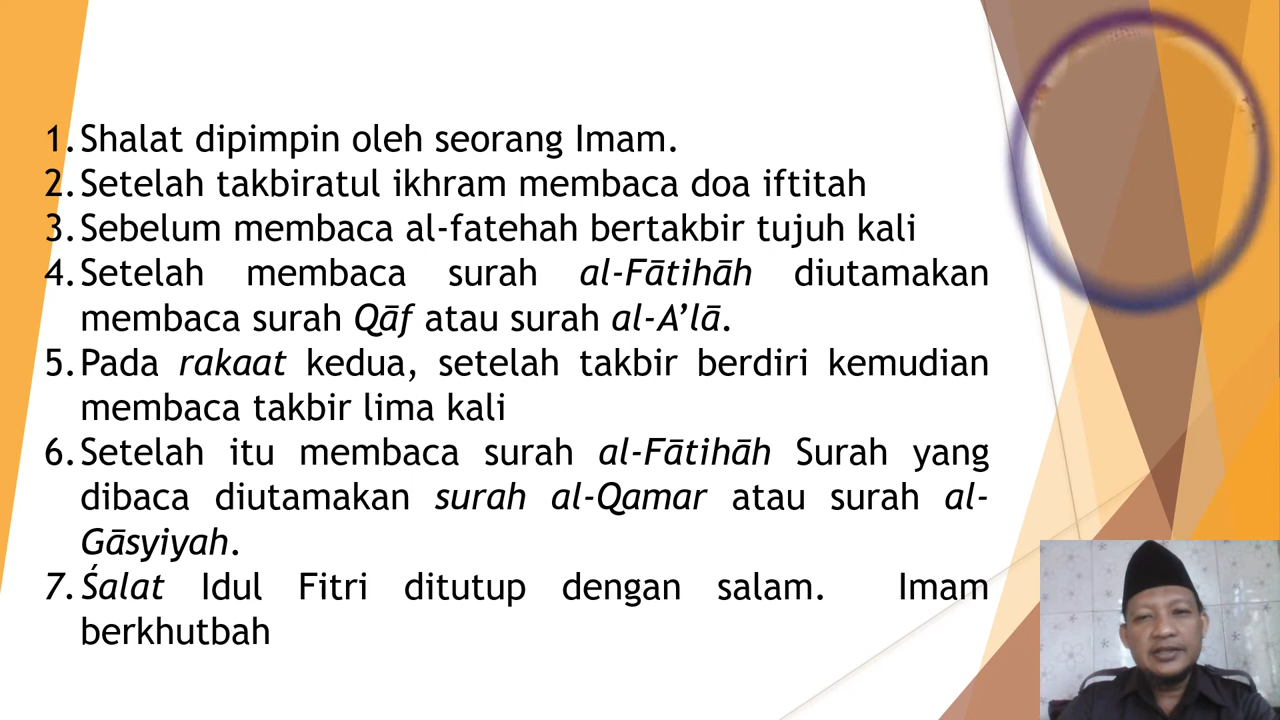 1. Shalat dipimpin oleh seorang Imam.
2. Setelah takbiratul ikhram membaca doa iftitah
3. Sebelum membaca al-fatehah bertakbir tujuh kali
4. Setelah membaca surah al-Fātihāh diutamakan
membaca surah Qāf atau surah al-A’lā.
5. Pada rakaat kedua, setelah takbir berdiri kemudian
membaca takbir lima kali
6. Setelah itu membaca surah al-Fātihāh Surah yang
dibaca diutamakan surah al-Qamar atau surah al-
Gāsyiyah.
7. Śalat Idul Fitri ditutup dengan salam. Imam
berkhutbah